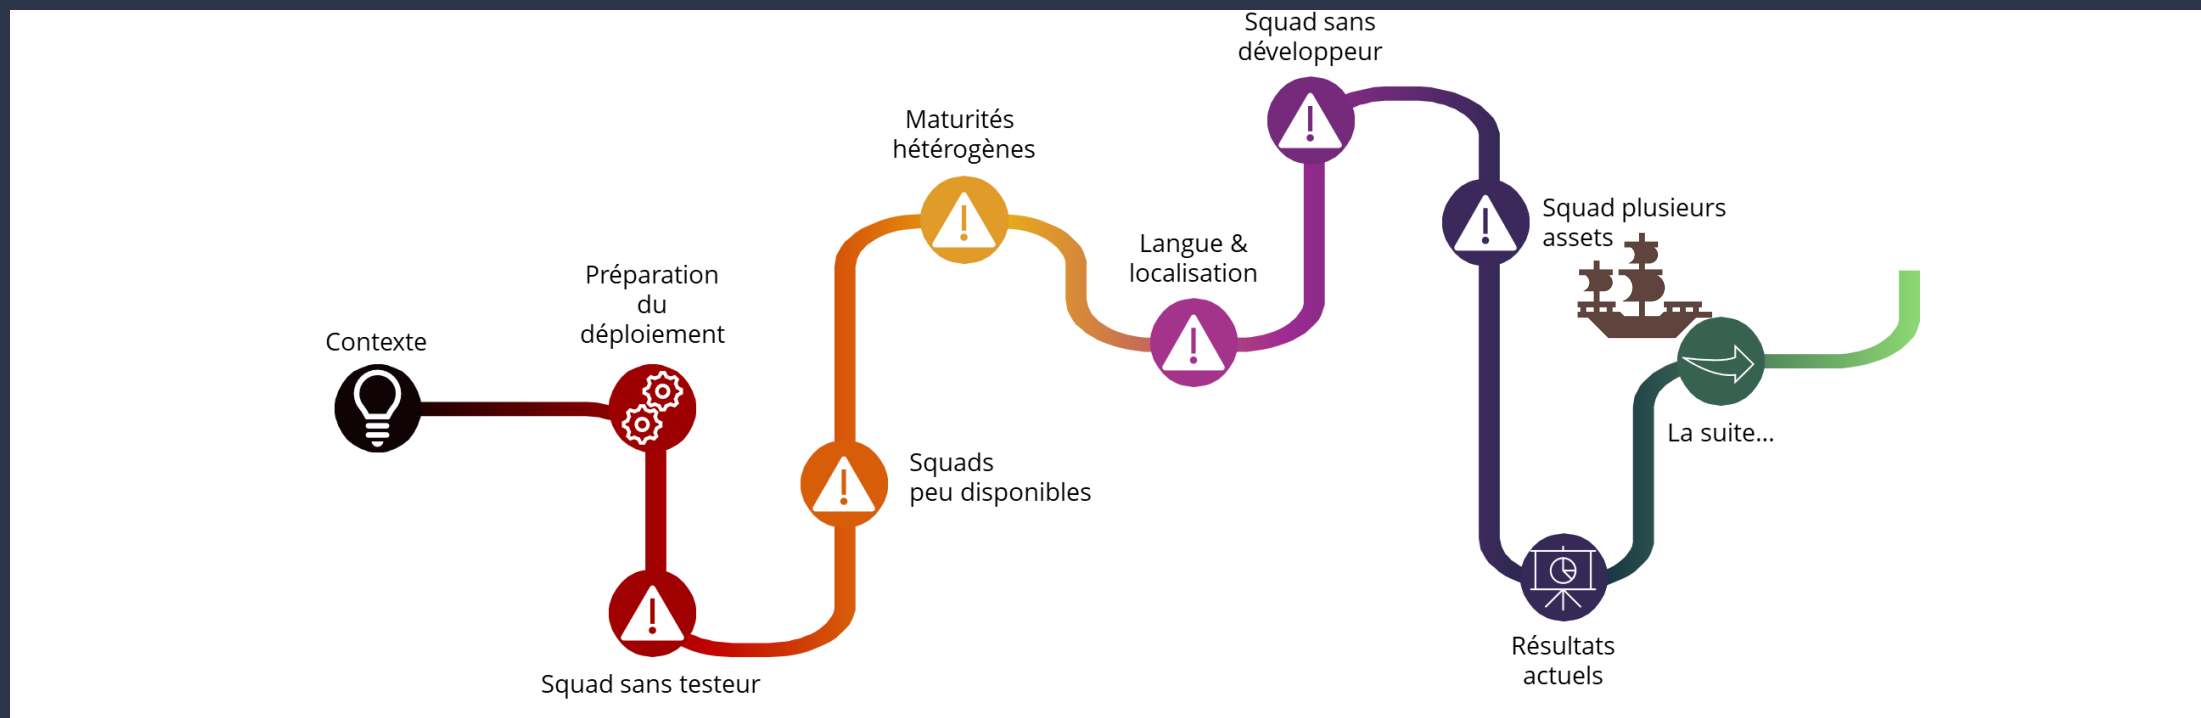 Contexte
Préparation
du
déploiement
Squad sans testeur
Squads
peu disponibles
Maturités
hétérogènes
Langue &
localisation
Squad sans
développeur
Squad plusieurs
assets
Résultats
actuels
La suite...